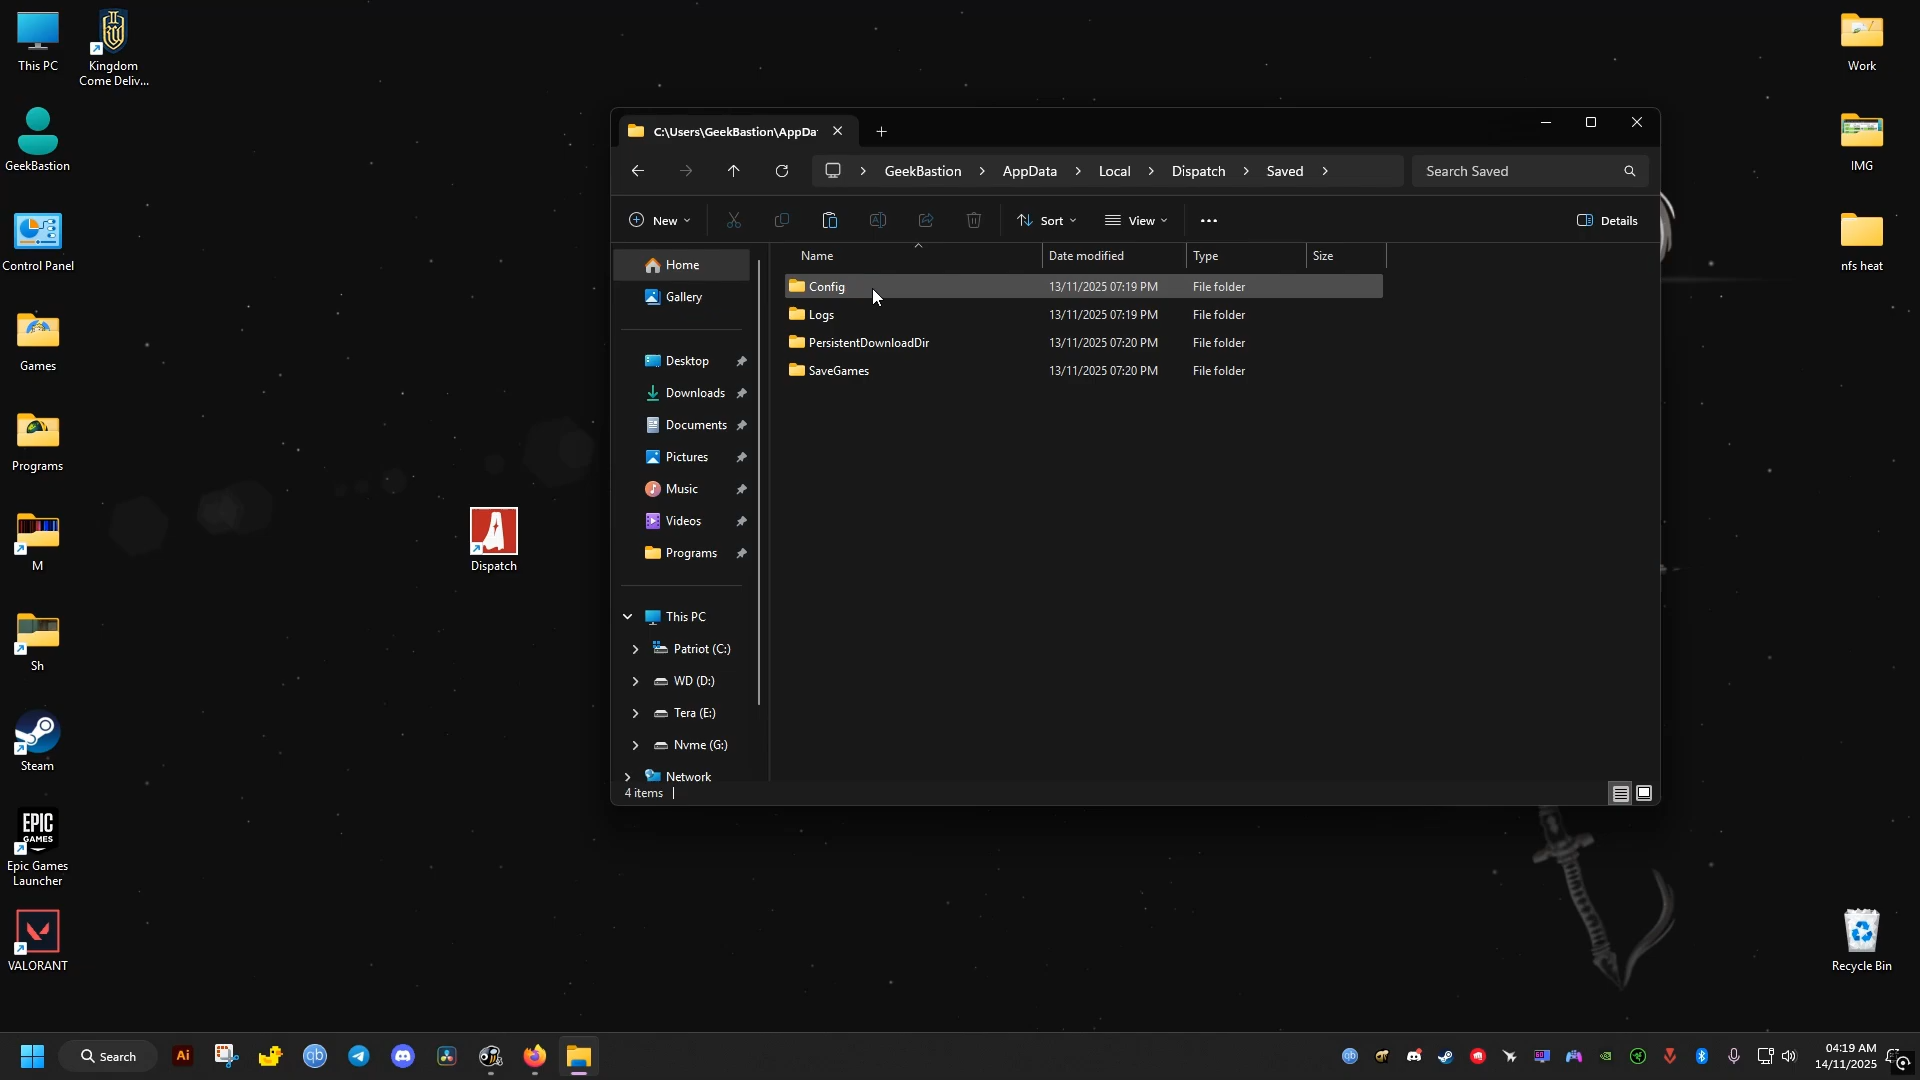 This PC
Kingdom
Come Deliv...
GeekBastion
Control Panel
Games
Programs
M
Sh
Steam
EPIC
GAMES
Epic Games
Launcher
VALORANT
Dispatch
C:\Users\GeekBastion\AppDa
GeekBastion > AppData > Local > Dispatch > Saved >
Search Saved
New
Sort
View
Details
Name
Date modified
Type
Size
Home
Gallery
Desktop
Downloads
Documents
Pictures
Music
Videos
Programs
This PC
Patriot (C:)
WD (D:)
Tera (E:)
Nvme (G:)
Network
Config 13/11/2025 07:19 PM File folder
Logs 13/11/2025 07:19 PM File folder
PersistentDownloadDir 13/11/2025 07:20 PM File folder
SaveGames 13/11/2025 07:20 PM File folder
4 items
Work
IMG
nfs heat
Recycle Bin
Search
Ai
qb
qb
04:19 AM
14/11/2025